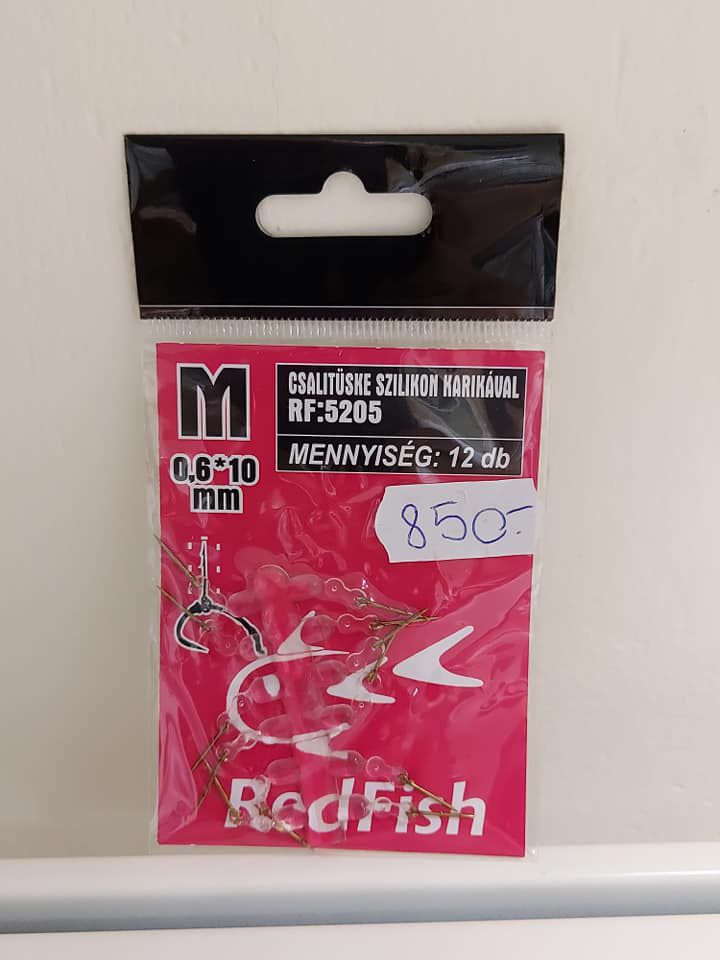 M
CSALITÜSKE SZILIKON KARIKÁVAL
RF:5205
MENNYISÉG: 12 db
0,6*10
mm
850.-
RedFish